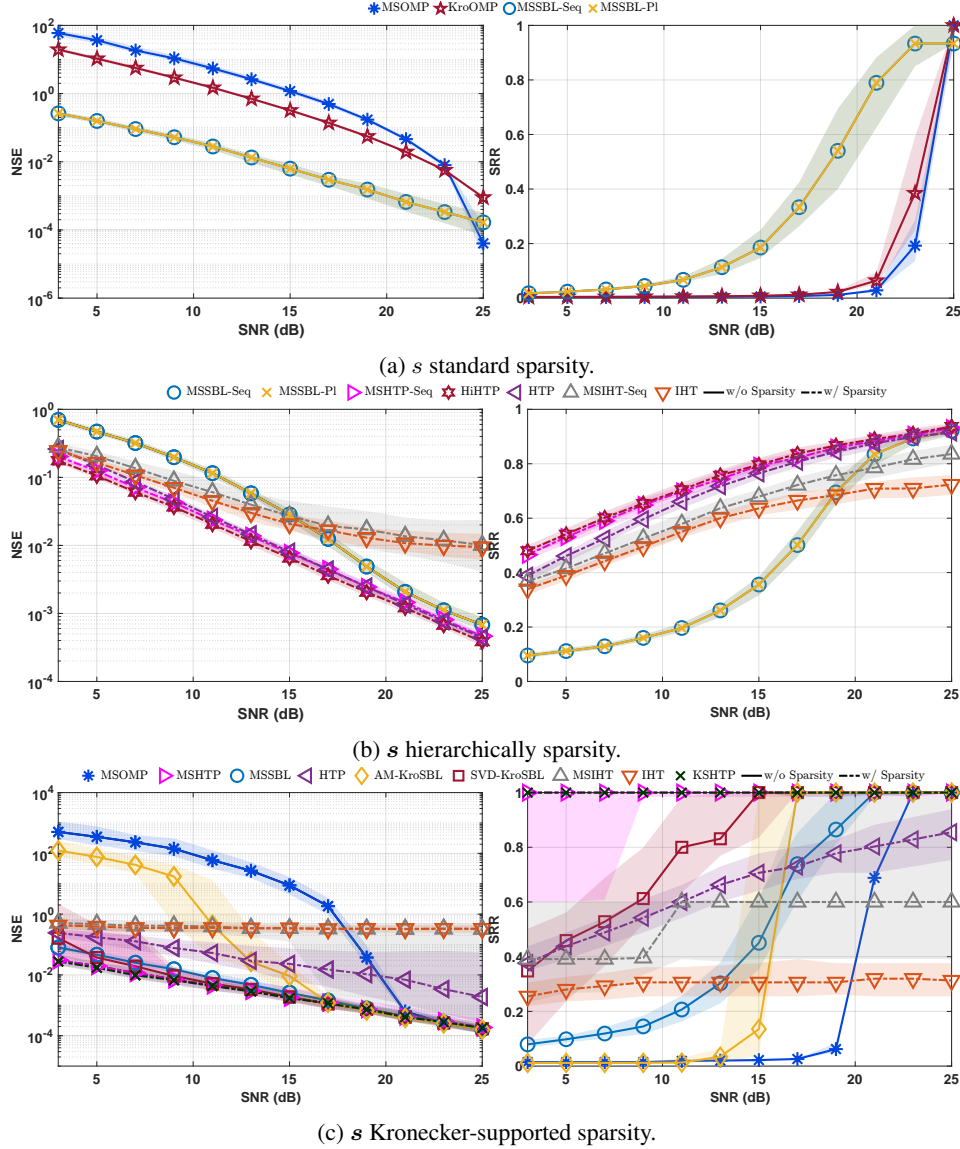 MSOMP KroOMP MSSBL-Seq MSSBL-Pl
10^2
10^0
10^-2
10^-4
10^-6
NSE
5 10 15 20 25
SNR (dB)
1
0.8
0.6
0.4
0.2
0
SRR
5 10 15 20 25
SNR (dB)
(a) s standard sparsity.
MSSBL-Seq MSSBL-Pl MSHTP-Seq HiHTP HTP MSIHT-Seq IHT w/o Sparsity w/ Sparsity
10^0
10^-1
10^-2
10^-3
10^-4
NSE
5 10 15 20 25
SNR (dB)
1
0.8
0.6
0.4
0.2
0
SRR
5 10 15 20 25
SNR (dB)
(b) s hierarchically sparsity.
MSOMP MSHTP MSSBL HTP AM-KroSBL SVD-KroSBL MSIHT IHT KSHTP w/o Sparsity w/ Sparsity
10^4
10^2
10^0
10^-2
10^-4
NSE
5 10 15 20 25
SNR (dB)
1
0.8
0.6
0.4
0.2
0
SRR
5 10 15 20 25
SNR (dB)
(c) s Kronecker-supported sparsity.